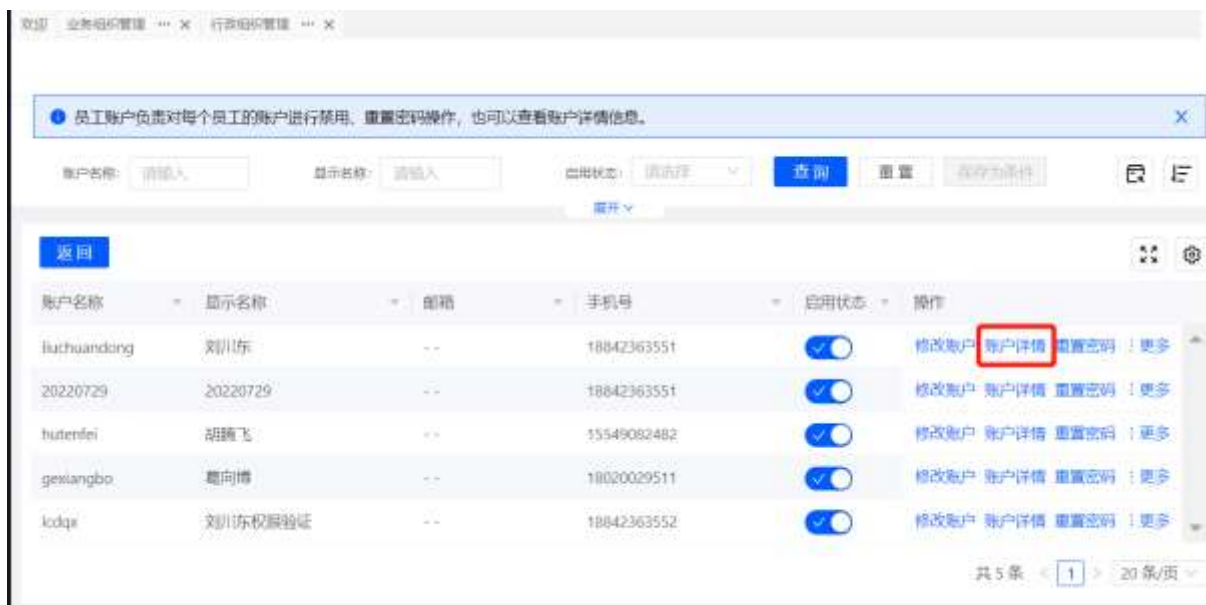 欢迎 业务组织管理 ··· × 行政组织管理 ··· ×
员工账户负责对每个员工的账户进行禁用、重置密码操作，也可以查看账户详情信息。 ×
账户名称: 请输入 显示名称: 请输入 启用状态: 请选择 查询 重置 保存为条件
展开
返回
账户名称 显示名称 邮箱 手机号 启用状态 操作
liuchuandong 刘川东 - - 18842363551 修改账户 账户详情 重置密码 更多
20220729 20220729 - - 18842363551 修改账户 账户详情 重置密码 更多
hutenfei 胡腾飞 - - 15549082482 修改账户 账户详情 重置密码 更多
gexiangbo 葛向博 - - 18020029511 修改账户 账户详情 重置密码 更多
lcdqx 刘川东权限验证 - - 18842363552 修改账户 账户详情 重置密码 更多
共 5 条 < 1 > 20 条/页